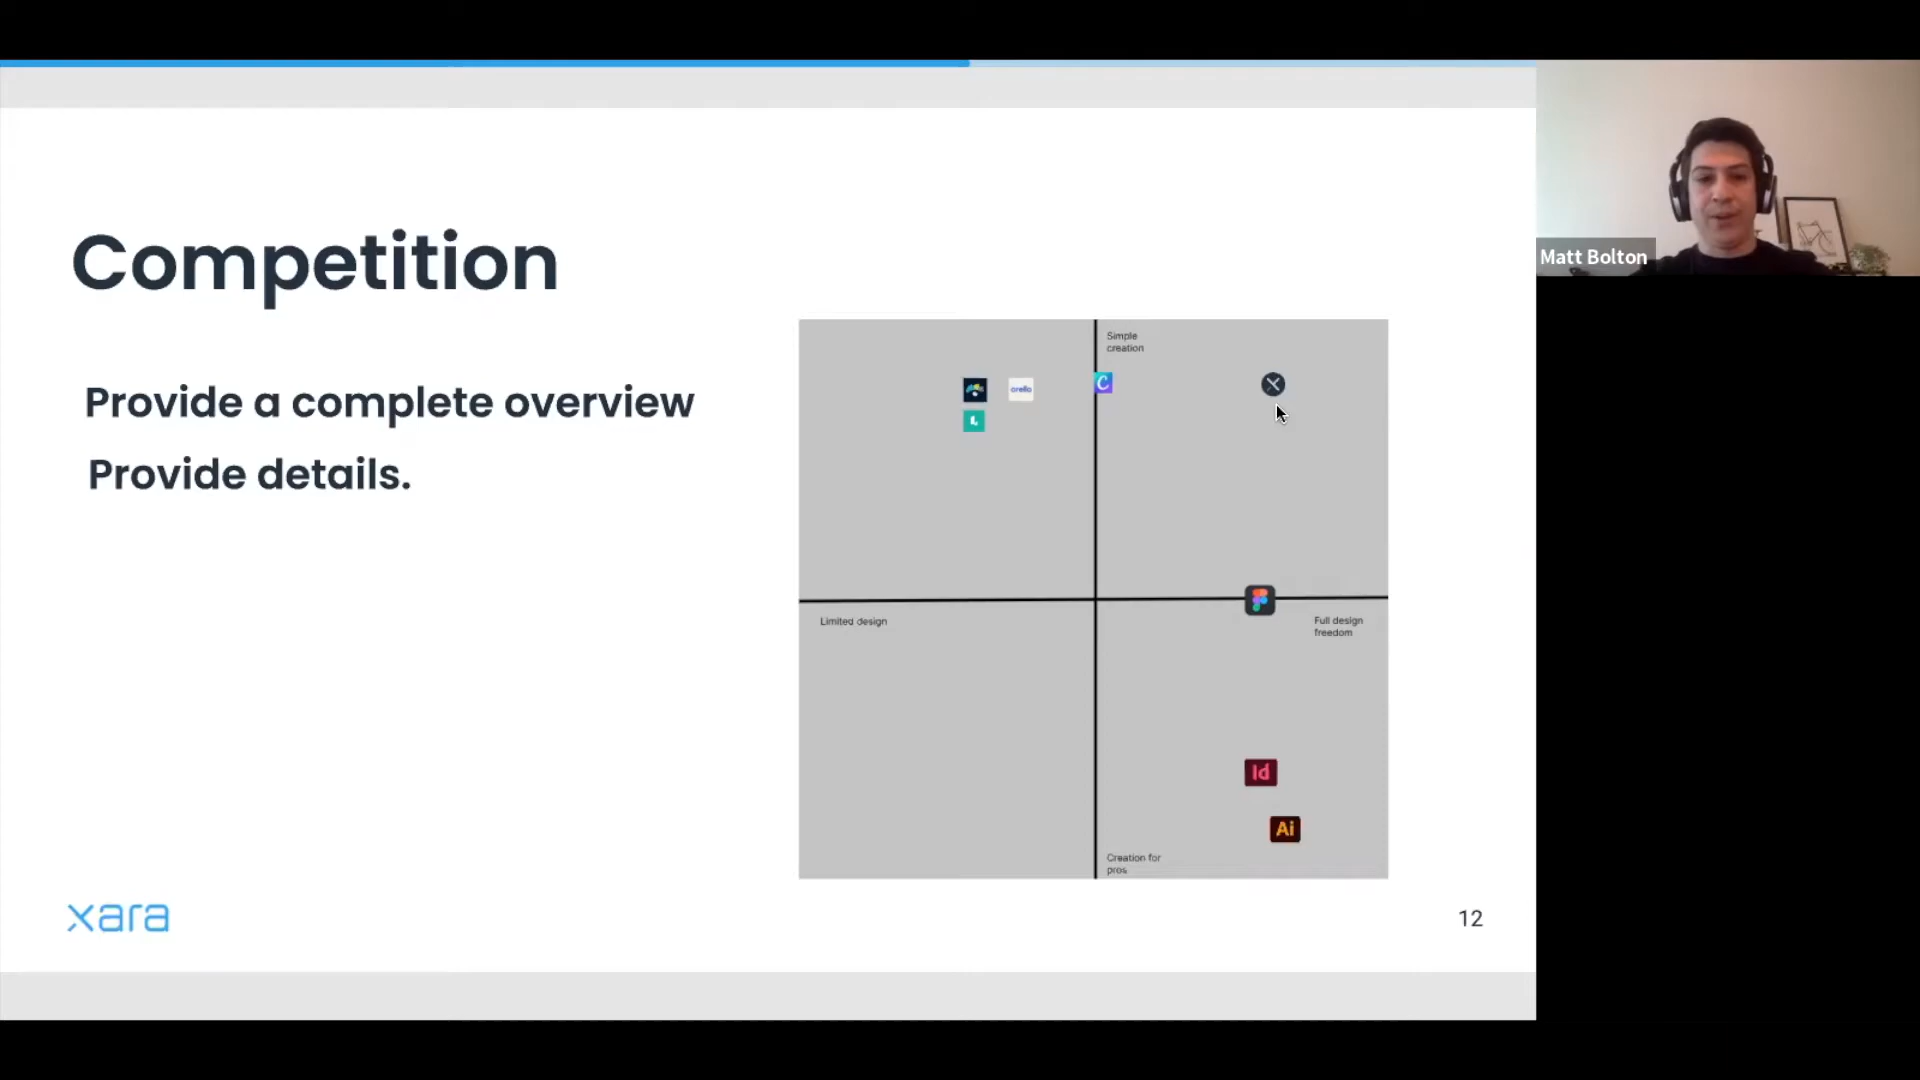 Competition
Provide a complete overview
Provide details.
Simple
creation
crello
C
Limited design
Full design
freedom
Id
Ai
Creation for
pros
xara
12
Matt Bolton